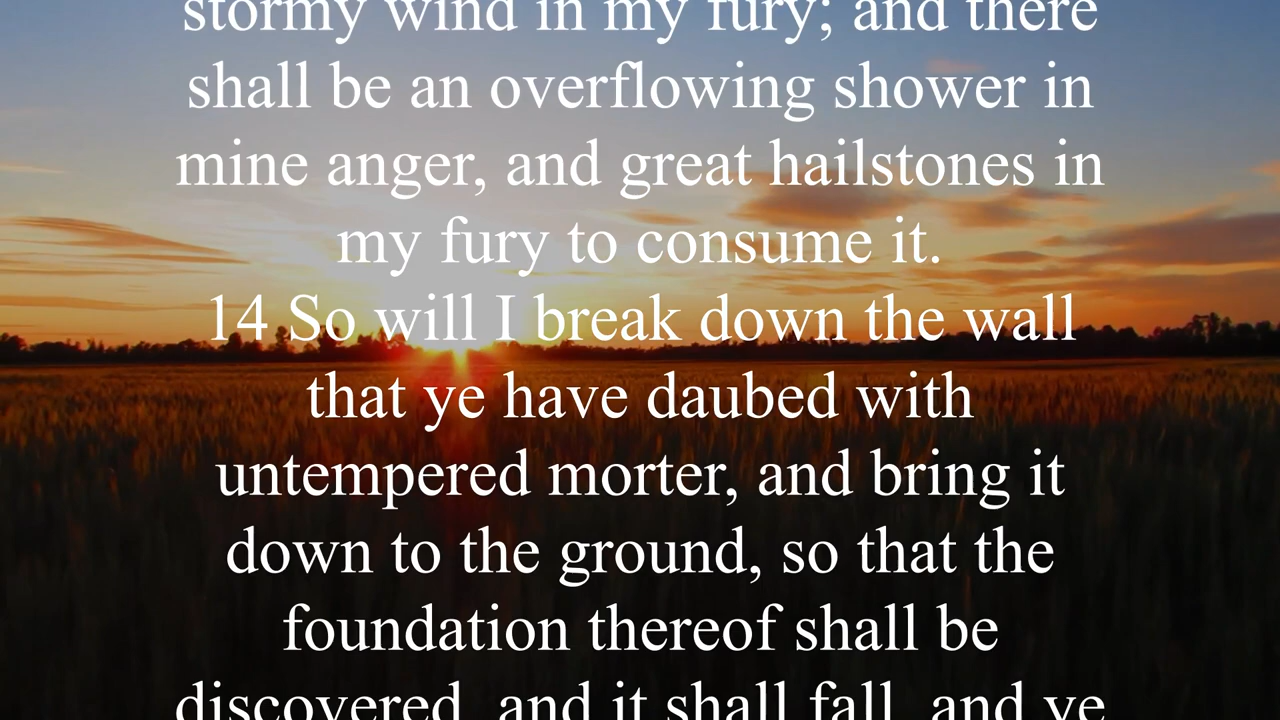 stormy wind in my fury; and there
shall be an overflowing shower in
mine anger, and great hailstones in
my fury to consume it.
14 So will I break down the wall
that ye have daubed with
untempered morter, and bring it
down to the ground, so that the
foundation thereof shall be
discovered, and it shall fall, and ye